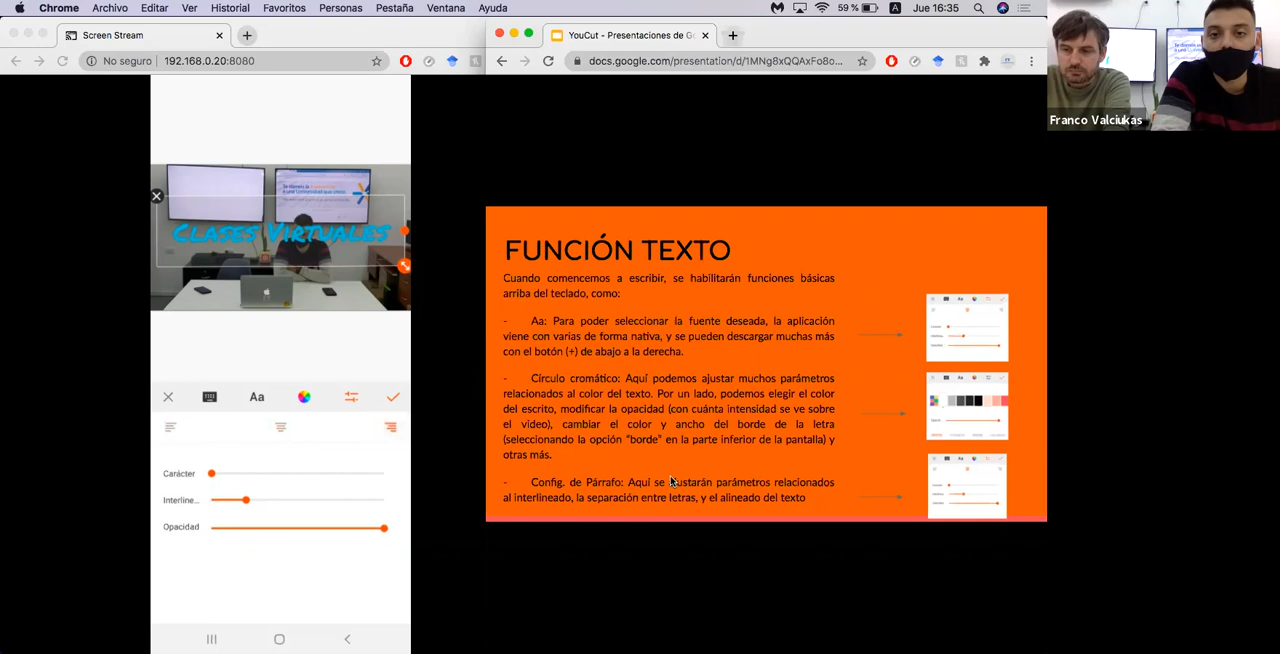 Chrome Archivo Editar Ver Historial Favoritos Personas Pestaña Ventana Ayuda
59 % A Jue 16:35
Screen Stream
YouCut - Presentaciones de Go
No seguro 192.168.0.20:8080
docs.google.com/presentation/d/1MNg8xQQAxFo8o...
Franco Valciukas
Clases Virtuales
Aa
Carácter
Interline...
Opacidad
FUNCIÓN TEXTO
Cuando comencemos a escribir, se habilitarán funciones básicas
arriba del teclado, como:
- Aa: Para poder seleccionar la fuente deseada, la aplicación
viene con varias de forma nativa, y se pueden descargar muchas más
con el botón (+) de abajo a la derecha.
- Círculo cromático: Aquí podemos ajustar muchos parámetros
relacionados al color del texto. Por un lado, podemos elegir el color
del escrito, modificar la opacidad (con cuánta intensidad se ve sobre
el video), cambiar el color y ancho del borde de la letra
(seleccionando la opción "borde" en la parte inferior de la pantalla) y
otras más.
- Config. de Párrafo: Aquí se ajustarán parámetros relacionados
al interlineado, la separación entre letras, y el alineado del texto